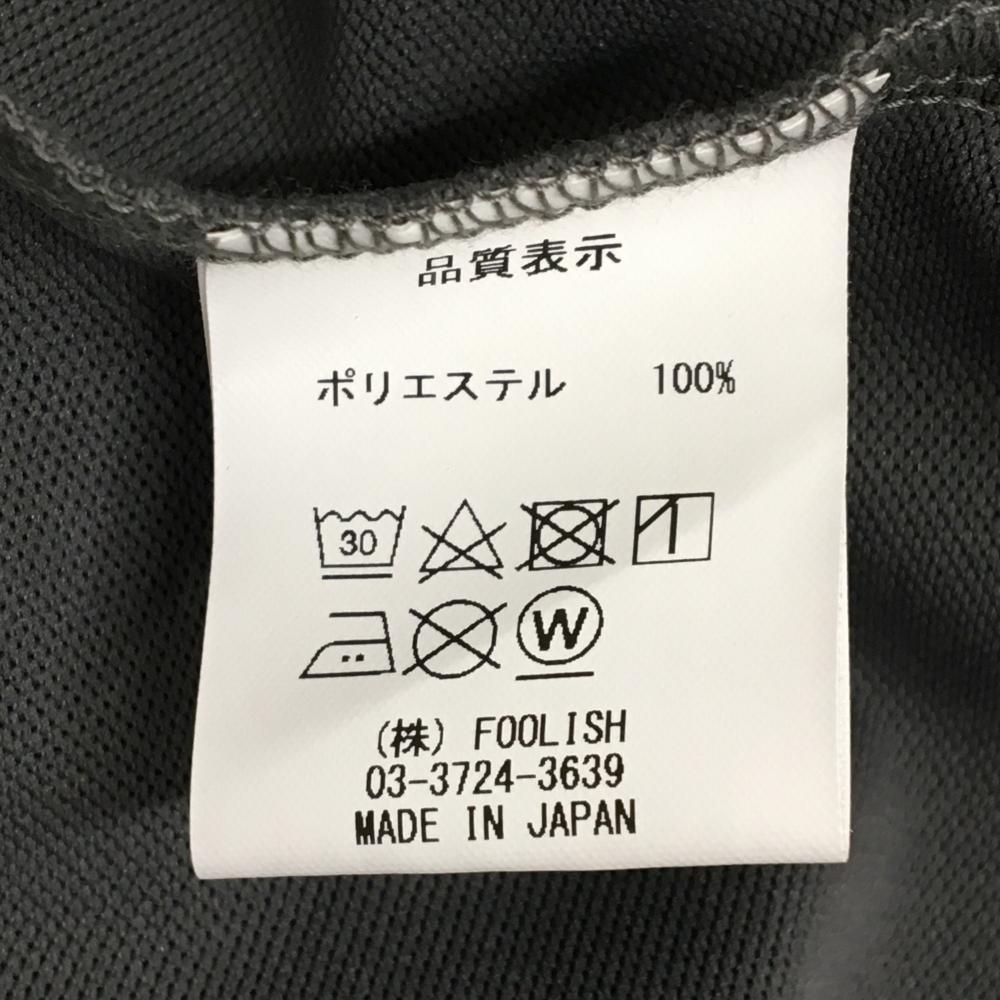 品質表示
ポリエステル 100%
30
W
(株) FOOLISH
03-3724-3639
MADE IN JAPAN